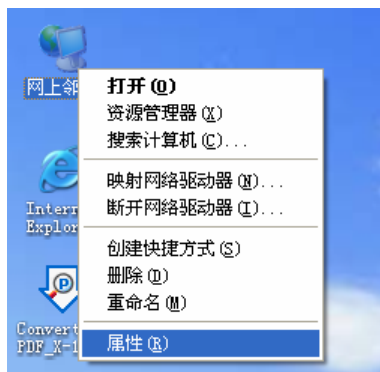 网上邻
打开(O)
资源管理器(X)
搜索计算机(C)...
映射网络驱动器(N)...
断开网络驱动器(I)...
Intern
Explor
创建快捷方式(S)
删除(D)
重命名(M)
Convert
PDF_X-1
属性(R)